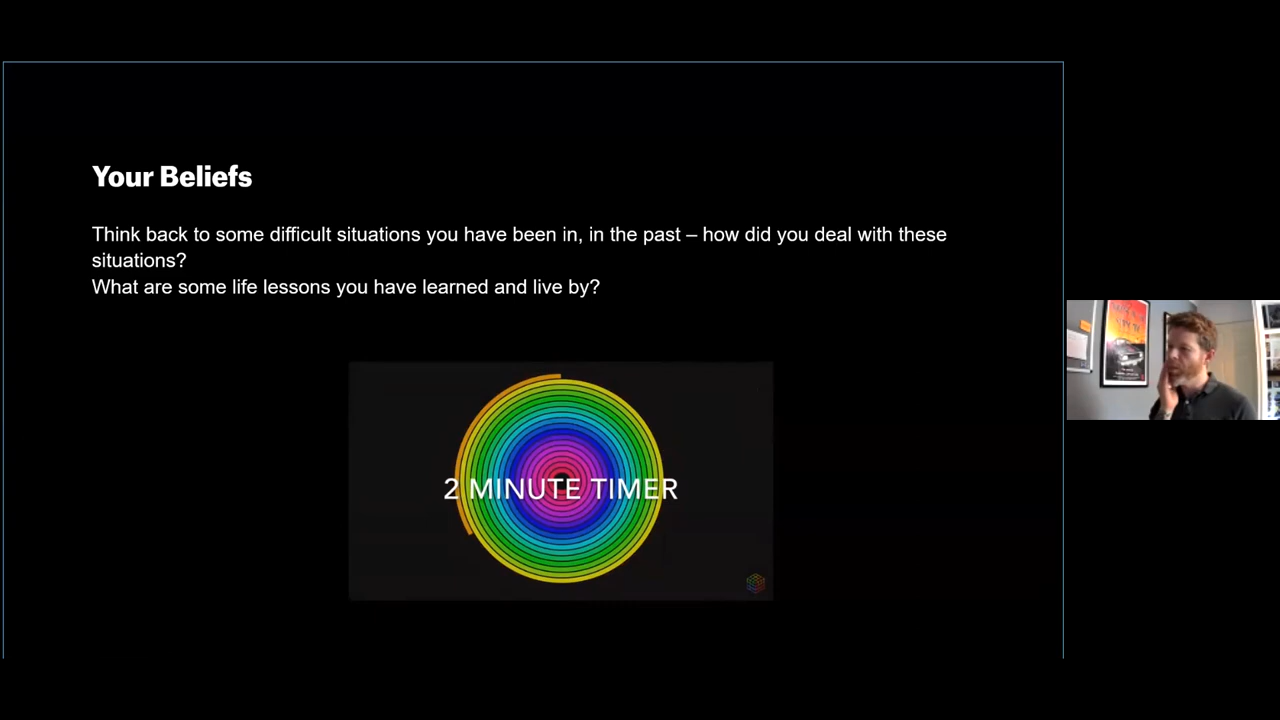 Your Beliefs
Think back to some difficult situations you have been in, in the past – how did you deal with these
situations?
What are some life lessons you have learned and live by?
2 MINUTE TIMER